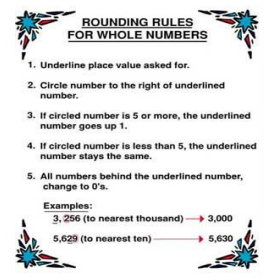 ROUNDING RULES
FOR WHOLE NUMBERS
1. Underline place value asked for.
2. Circle number to the right of underlined
number.
3. If circled number is 5 or more, the underlined
number goes up 1.
4. If circled number is less than 5, the underlined
number stays the same.
5. All numbers behind the underlined number,
change to 0's.
Examples:
3, 256 (to nearest thousand) → 3,000
5,629 (to nearest ten) → 5,630